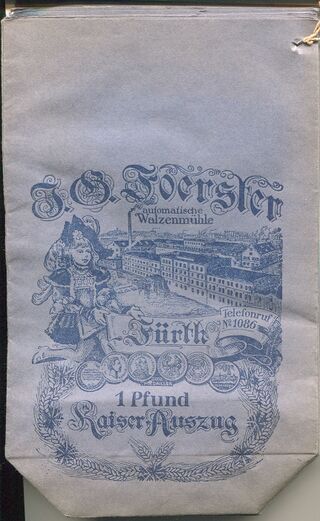 J. G. Foerster
automatische
Walzenmühle
Telefonruf
No 1086
Fürth
1 Pfund
Kaiser-Auszug